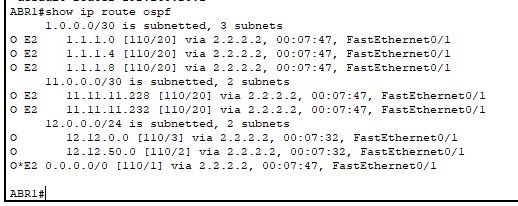 ABR1#show ip route ospf
1.0.0.0/30 is subnetted, 3 subnets
O E2 1.1.1.0 [110/20] via 2.2.2.2, 00:07:47, FastEthernet0/1
O E2 1.1.1.4 [110/20] via 2.2.2.2, 00:07:47, FastEthernet0/1
O E2 1.1.1.8 [110/20] via 2.2.2.2, 00:07:47, FastEthernet0/1
11.0.0.0/30 is subnetted, 2 subnets
O E2 11.11.11.228 [110/20] via 2.2.2.2, 00:07:47, FastEthernet0/1
O E2 11.11.11.232 [110/20] via 2.2.2.2, 00:07:47, FastEthernet0/1
12.0.0.0/24 is subnetted, 2 subnets
O 12.12.0.0 [110/3] via 2.2.2.2, 00:07:32, FastEthernet0/1
O 12.12.50.0 [110/2] via 2.2.2.2, 00:07:32, FastEthernet0/1
O*E2 0.0.0.0/0 [110/1] via 2.2.2.2, 00:07:47, FastEthernet0/1
ABR1#